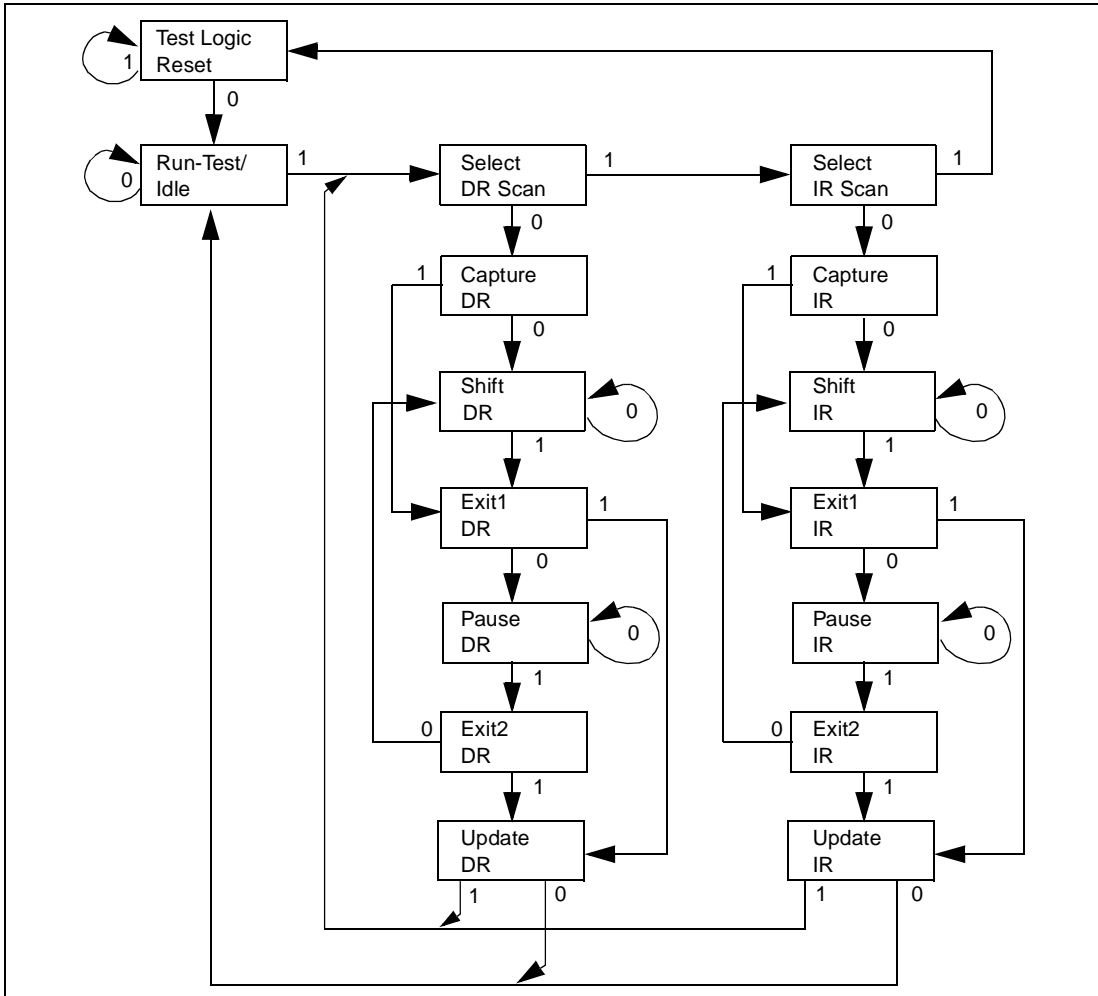 Test Logic
Reset
1
0
Run-Test/
Idle
1
0
Select
DR Scan
1
Select
IR Scan
1
0
0
1
Capture
DR
1
Capture
IR
0
0
Shift
DR
0
Shift
IR
0
1
1
Exit1
DR
1
Exit1
IR
1
0
0
Pause
DR
0
Pause
IR
0
1
1
0
Exit2
DR
0
Exit2
IR
1
1
Update
DR
Update
IR
1
0
1
0